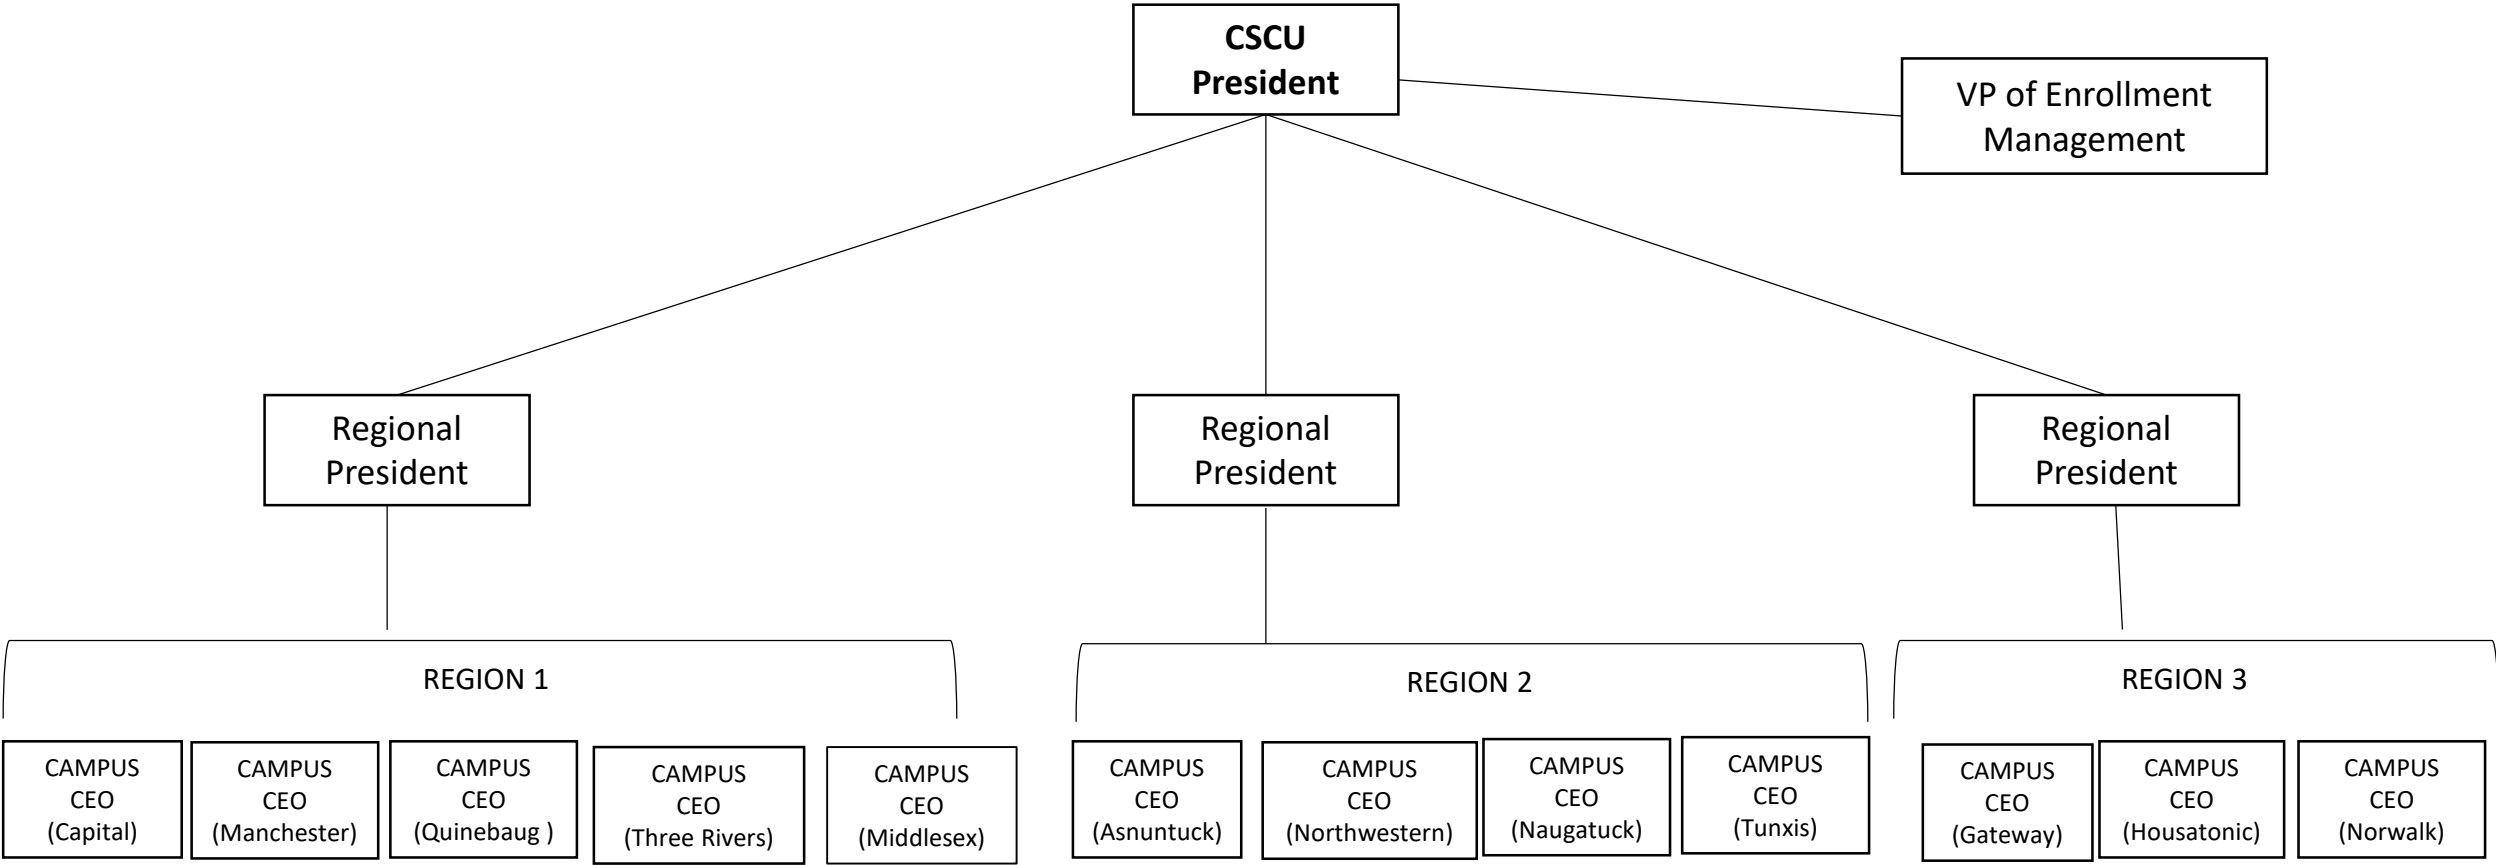 CSCU
President
VP of Enrollment
Management
Regional
President
Regional
President
Regional
President
REGION 1
REGION 2
REGION 3
CAMPUS
CEO
(Capital)
CAMPUS
CEO
(Manchester)
CAMPUS
CEO
(Quinebaug )
CAMPUS
CEO
(Three Rivers)
CAMPUS
CEO
(Middlesex)
CAMPUS
CEO
(Asnuntuck)
CAMPUS
CEO
(Northwestern)
CAMPUS
CEO
(Naugatuck)
CAMPUS
CEO
(Tunxis)
CAMPUS
CEO
(Gateway)
CAMPUS
CEO
(Housatonic)
CAMPUS
CEO
(Norwalk)